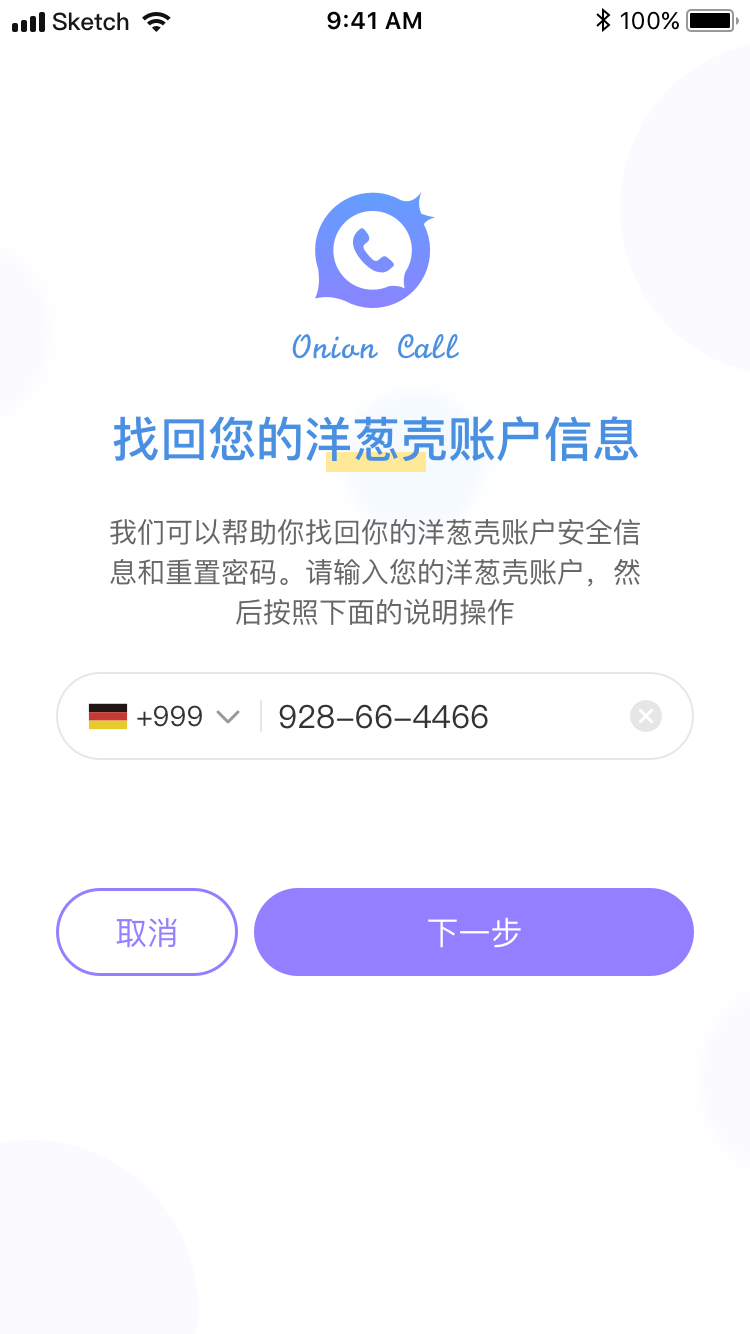 Sketch 9:41 AM 100%
Onion Call
找回您的洋葱壳账户信息
我们可以帮助你找回你的洋葱壳账户安全信
息和重置密码。请输入您的洋葱壳账户，然
后按照下面的说明操作
+999 928–66–4466
取消 下一步